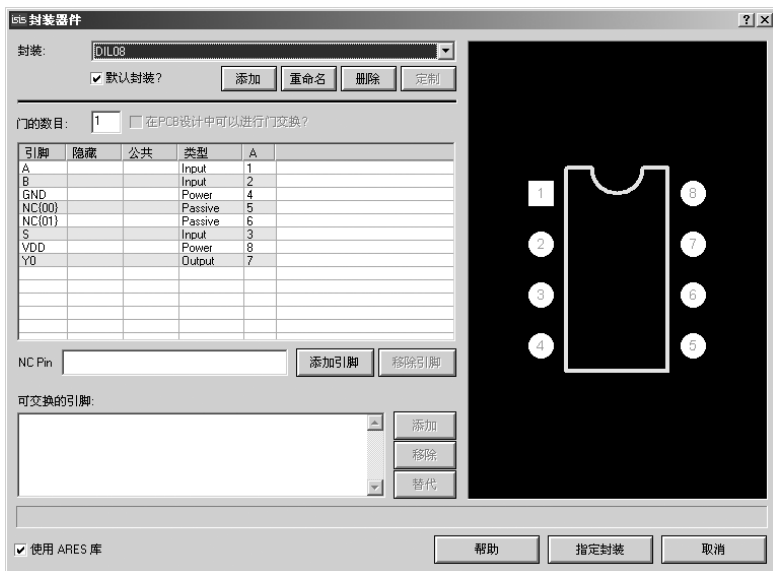 isis 封装器件
封装: DIL08
默认封装? 添加 重命名 删除 定制
门的数目: 1 在PCB设计中可以进行门交换?
引脚 隐藏 公共 类型 A
A Input 1
B Input 2
GND Power 4
NC{00} Passive 5
NC{01} Passive 6
S Input 3
VDD Power 8
Y0 Output 7
NC Pin 添加引脚 移除引脚
可交换的引脚:
添加
移除
替代
使用 ARES 库
帮助 指定封装 取消
1 8
2 7
3 6
4 5